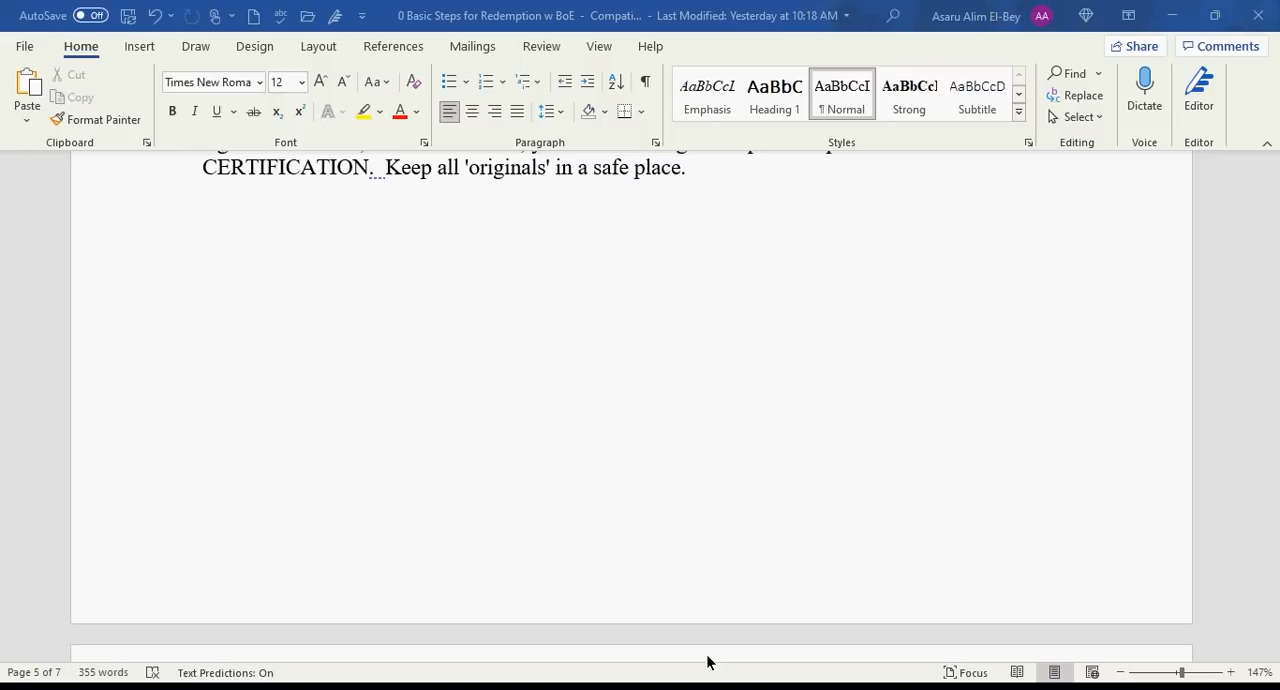 AutoSave Off 0 Basic Steps for Redemption w BoE - Compati... - Last Modified: Yesterday at 10:18 AM Asaru Alim El-Bey AA
File Home Insert Draw Design Layout References Mailings Review View Help Share Comments
Paste Cut Copy Format Painter
Times New Roma 12
AaBbCcI AaBbC AaBbCcI AaBbCcI AaBbCcD
Emphasis Heading 1 ¶ Normal Strong Subtitle
Find Replace Select
Dictate Editor
Clipboard Font Paragraph Styles Editing Voice Editor
CERTIFICATION. Keep all 'originals' in a safe place.
Page 5 of 7 355 words Text Predictions: On Focus 147%